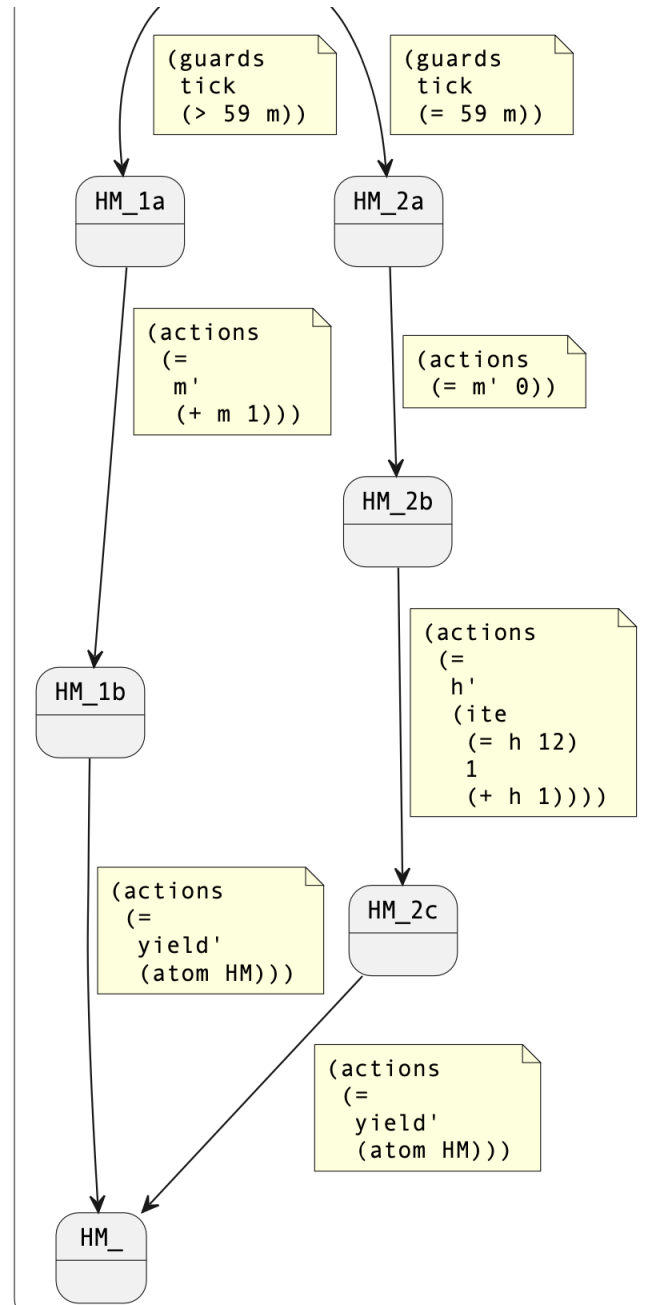 (guards
tick
(> 59 m))
(guards
tick
(= 59 m))
HM_1a
HM_2a
(actions
(=
m'
(+ m 1)))
(actions
(= m' 0))
HM_2b
(actions
(=
h'
(ite
(= h 12)
1
(+ h 1))))
HM_1b
(actions
(=
yield'
(atom HM)))
HM_2c
(actions
(=
yield'
(atom HM)))
HM_